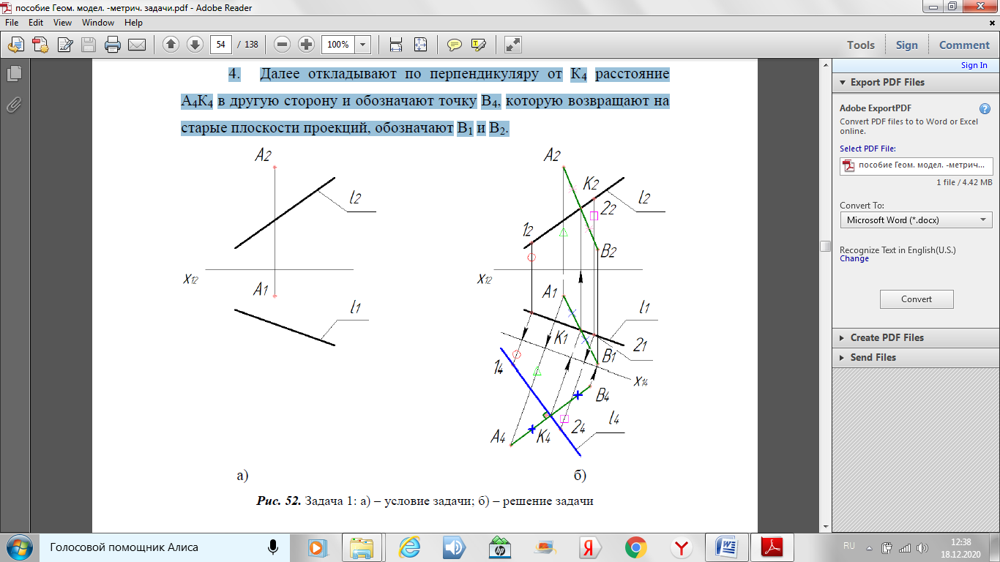 пособие Геом. модел. -метрич. задачи.pdf - Adobe Reader
File Edit View Window Help
54 / 138 100% Tools Sign Comment
4. Далее откладывают по перпендикуляру от К4 расстояние
А4К4 в другую сторону и обозначают точку В4, которую возвращают на
старые плоскости проекций, обозначают В1 и В2.
A2
l2
x12
A1
l1
а)
A2
K2
l2
22
12
B2
x12
A1
l1
K1
21
B1
14
x14
B4
l4
A4
K4
24
б)
Рис. 52. Задача 1: а) – условие задачи; б) – решение задачи
Sign In
Export PDF Files
Adobe ExportPDF
Convert PDF files to to Word or Excel
online.
Select PDF File:
пособие Геом. модел. -метрич...
1 file / 4.42 MB
Convert To:
Microsoft Word (*.docx)
Recognize Text in English(U.S.)
Change
Convert
Create PDF Files
Send Files
Голосовой помощник Алиса
RU
12:38
18.12.2020